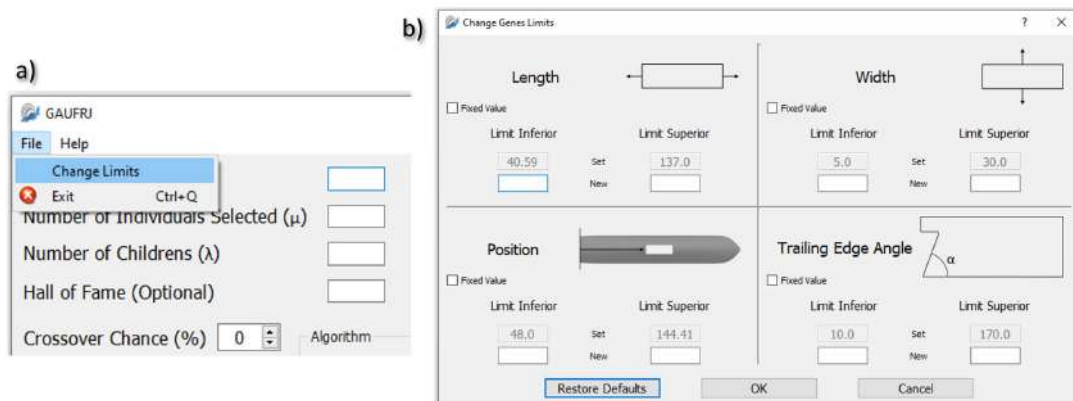 a)
GAUFRJ
File Help
Change Limits
Exit Ctrl+Q
Number of Individuals Selected (μ)
Number of Childrens (λ)
Hall of Fame (Optional)
Crossover Chance (%) 0 Algorithm
b)
Change Genes Limits ? ×
Length
Fixed Value
Limit Inferior Limit Superior
40.59 Set 137.0
New
Width
Fixed Value
Limit Inferior Limit Superior
5.0 Set 30.0
New
Position
Fixed Value
Limit Inferior Limit Superior
48.0 Set 144.41
New
Trailing Edge Angle
α
Fixed Value
Limit Inferior Limit Superior
10.0 Set 170.0
New
Restore Defaults OK Cancel